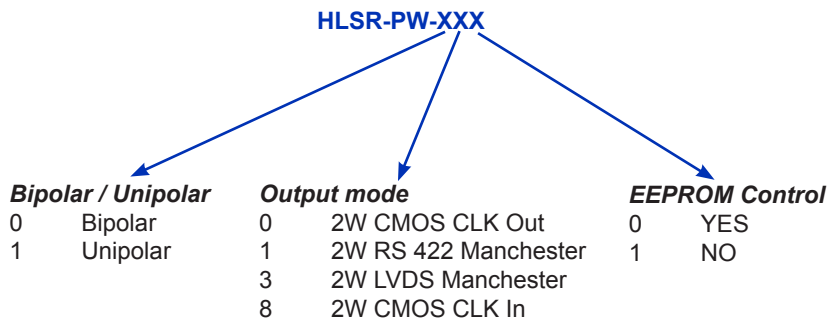 HLSR-PW-XXX
Bipolar / Unipolar
0 Bipolar
1 Unipolar
Output mode
0 2W CMOS CLK Out
1 2W RS 422 Manchester
3 2W LVDS Manchester
8 2W CMOS CLK In
EEPROM Control
0 YES
1 NO